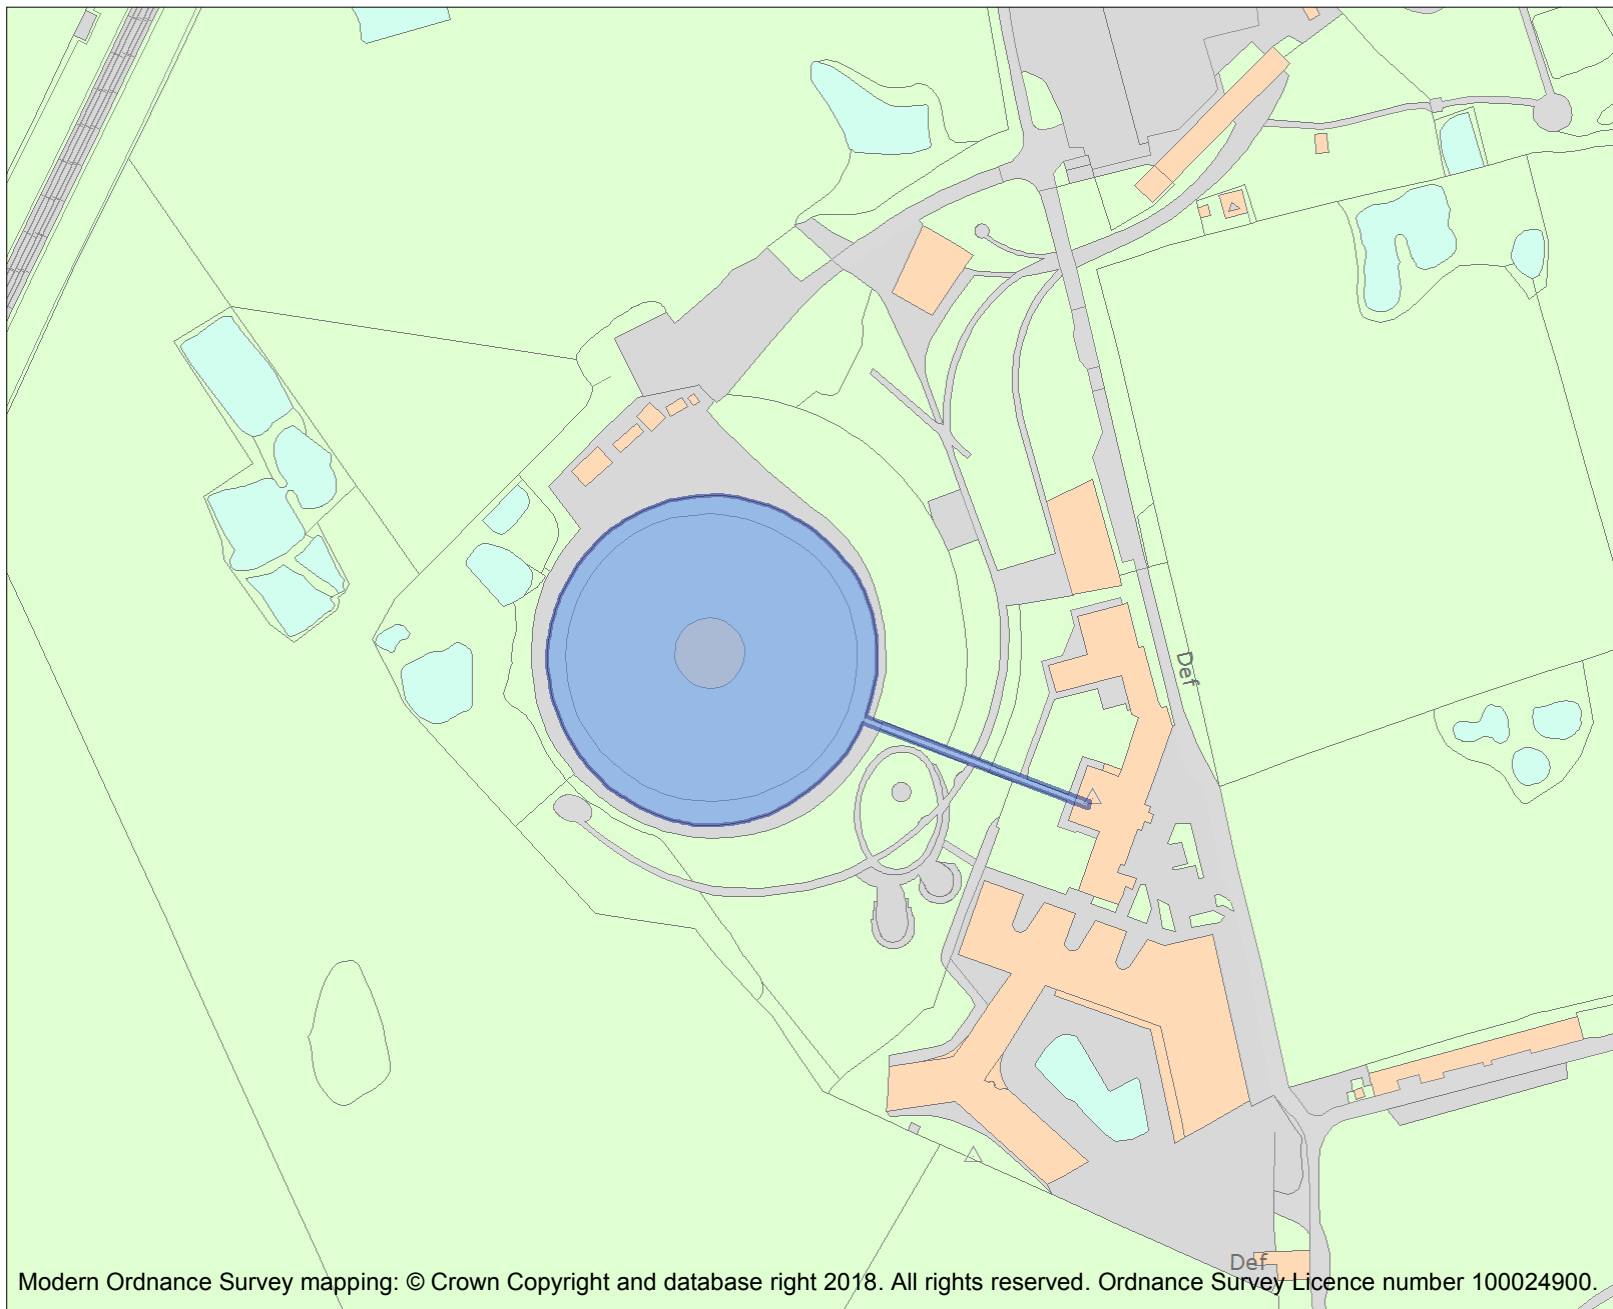 Def
Def
Modern Ordnance Survey mapping: © Crown Copyright and database right 2018. All rights reserved. Ordnance Survey Licence number 100024900.